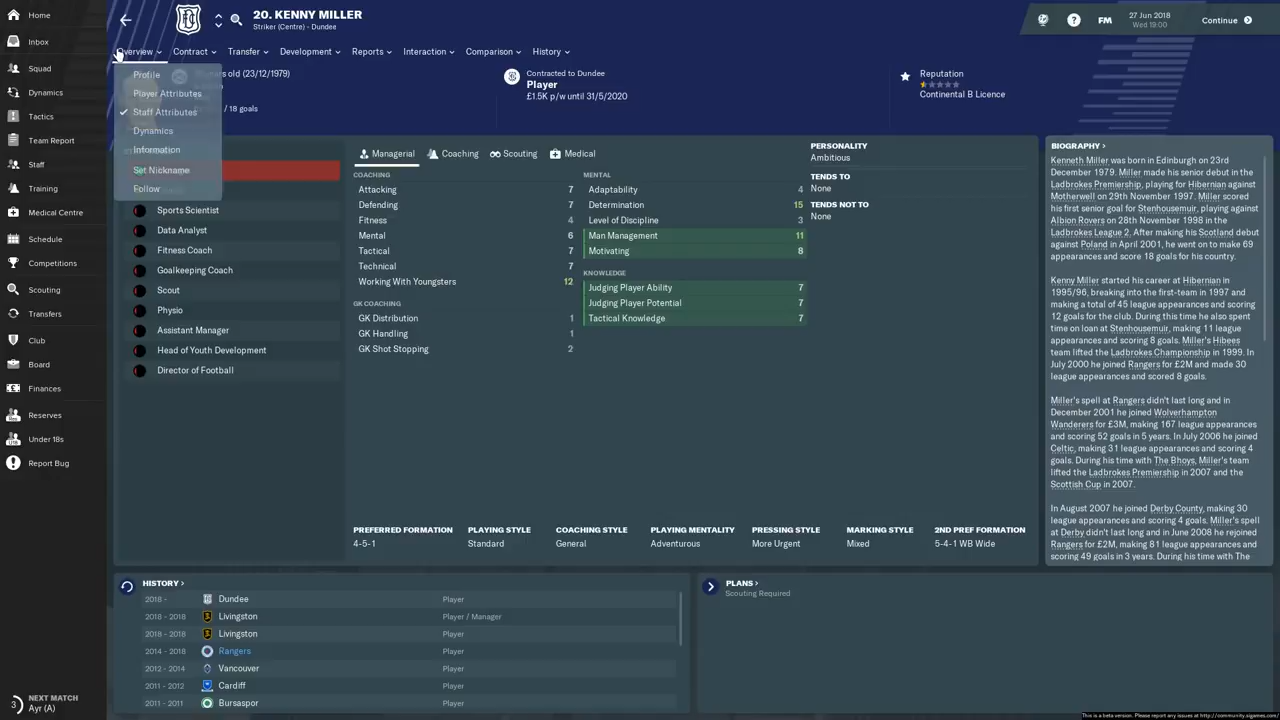 Home
Inbox
Squad
Dynamics
Tactics
Team Report
Staff
Training
Medical Centre
Schedule
Competitions
Scouting
Transfers
Club
Board
Finances
Reserves
Under 18s
Report Bug
3
NEXT MATCH
Ayr (A)
20. KENNY MILLER
Striker (Centre) - Dundee
? FM 27 Jun 2018
Wed 19:00
Continue
Overview Contract Transfer Development Reports Interaction Comparison History
Profile
Player Attributes
Staff Attributes
Dynamics
Information
Set Nickname
Follow
old (23/12/1979)
/ 18 goals
Contracted to Dundee
Player
£1.5K p/w until 31/5/2020
Reputation
Continental B Licence
Sports Scientist
Data Analyst
Fitness Coach
Goalkeeping Coach
Scout
Physio
Assistant Manager
Head of Youth Development
Director of Football
Managerial Coaching Scouting Medical
COACHING
Attacking 7
Defending 7
Fitness 4
Mental 6
Tactical 7
Technical 7
Working With Youngsters 12
GK COACHING
GK Distribution 1
GK Handling 1
GK Shot Stopping 2
MENTAL
Adaptability 4
Determination 15
Level of Discipline 3
Man Management 11
Motivating 8
KNOWLEDGE
Judging Player Ability 7
Judging Player Potential 7
Tactical Knowledge 7
PERSONALITY
Ambitious
TENDS TO
None
TENDS NOT TO
None
PREFERRED FORMATION
4-5-1
PLAYING STYLE
Standard
COACHING STYLE
General
PLAYING MENTALITY
Adventurous
PRESSING STYLE
More Urgent
MARKING STYLE
Mixed
2ND PREF FORMATION
5-4-1 WB Wide
BIOGRAPHY >
Kenneth Miller was born in Edinburgh on 23rd
December 1979. Miller made his senior debut in the
Ladbrokes Premiership, playing for Hibernian against
Motherwell on 29th November 1997. Miller scored
his first senior goal for Stenhousemuir, playing against
Albion Rovers on 28th November 1998 in the
Ladbrokes League 2. After making his Scotland debut
against Poland in April 2001, he went on to make 69
appearances and score 18 goals for his country.
Kenny Miller started his career at Hibernian in
1995/96, breaking into the first-team in 1997 and
making a total of 45 league appearances and scoring
12 goals for the club. During this time he also spent
time on loan at Stenhousemuir, making 11 league
appearances and scoring 8 goals. Miller's Hibees
team lifted the Ladbrokes Championship in 1999. In
July 2000 he joined Rangers for £2M and made 30
league appearances and scored 8 goals.
Miller's spell at Rangers didn't last long and in
December 2001 he joined Wolverhampton
Wanderers for £3M, making 167 league appearances
and scoring 52 goals in 5 years. In July 2006 he joined
Celtic, making 31 league appearances and scoring 4
goals. During his time with The Bhoys, Miller's team
lifted the Ladbrokes Premiership in 2007 and the
Scottish Cup in 2007.
In August 2007 he joined Derby County, making 30
league appearances and scoring 4 goals. Miller's spell
at Derby didn't last long and in June 2008 he rejoined
Rangers for £2M, making 81 league appearances and
scoring 49 goals in 3 years. During his time with The
HISTORY >
2018 - Dundee Player
2018 - 2018 Livingston Player / Manager
2018 - 2018 Livingston Player
2014 - 2018 Rangers Player
2012 - 2014 Vancouver Player
2011 - 2012 Cardiff Player
2011 - 2011 Bursaspor Player
PLANS >
Scouting Required
This is a beta version. Please report any issues at http://community.sigames.com/